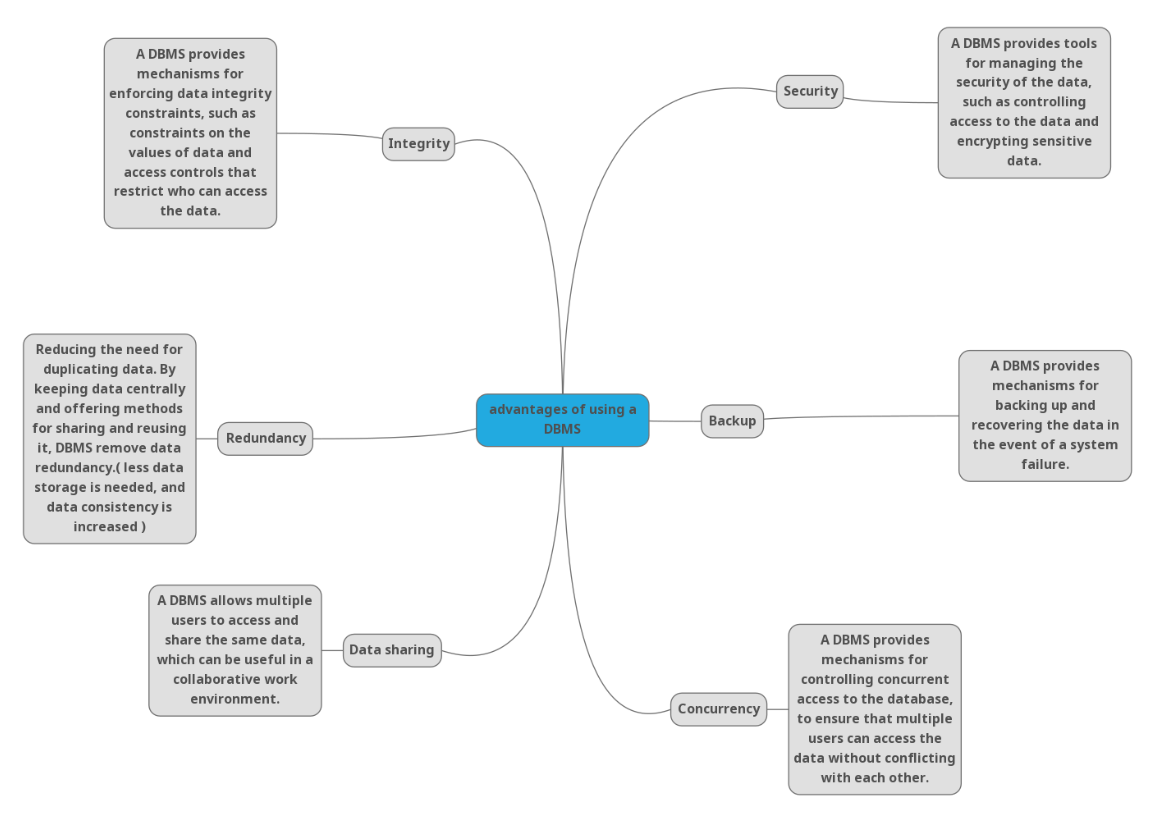 advantages of using a
DBMS
Security
A DBMS provides tools
for managing the
security of the data,
such as controlling
access to the data and
encrypting sensitive
data.
Backup
A DBMS provides
mechanisms for
backing up and
recovering the data in
the event of a system
failure.
Concurrency
A DBMS provides
mechanisms for
controlling concurrent
access to the database,
to ensure that multiple
users can access the
data without conflicting
with each other.
Integrity
A DBMS provides
mechanisms for
enforcing data integrity
constraints, such as
constraints on the
values of data and
access controls that
restrict who can access
the data.
Redundancy
Reducing the need for
duplicating data. By
keeping data centrally
and offering methods
for sharing and reusing
it, DBMS remove data
redundancy.( less data
storage is needed, and
data consistency is
increased )
Data sharing
A DBMS allows multiple
users to access and
share the same data,
which can be useful in a
collaborative work
environment.